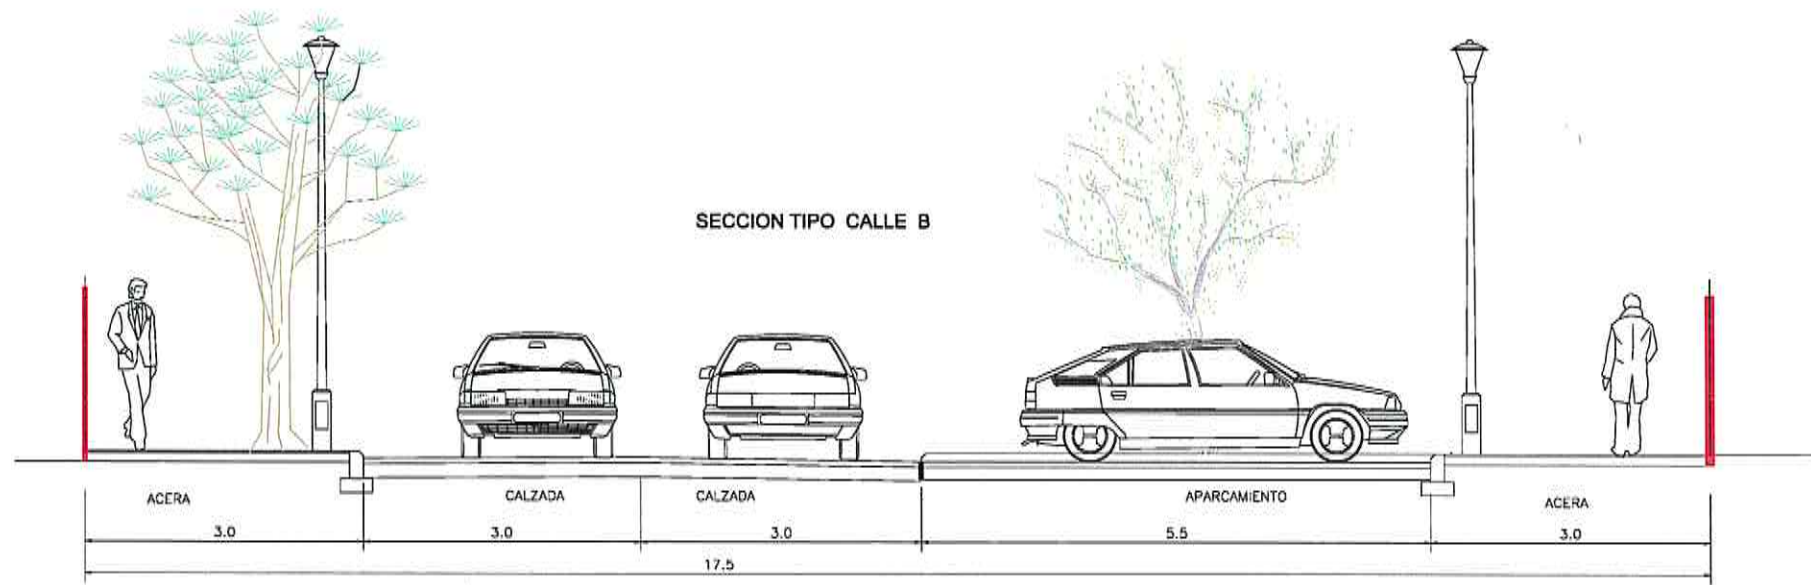 SECCION TIPO CALLE B
ACERA
CALZADA
CALZADA
APARCAMIENTO
ACERA
3.0
3.0
3.0
5.5
3.0
17.5